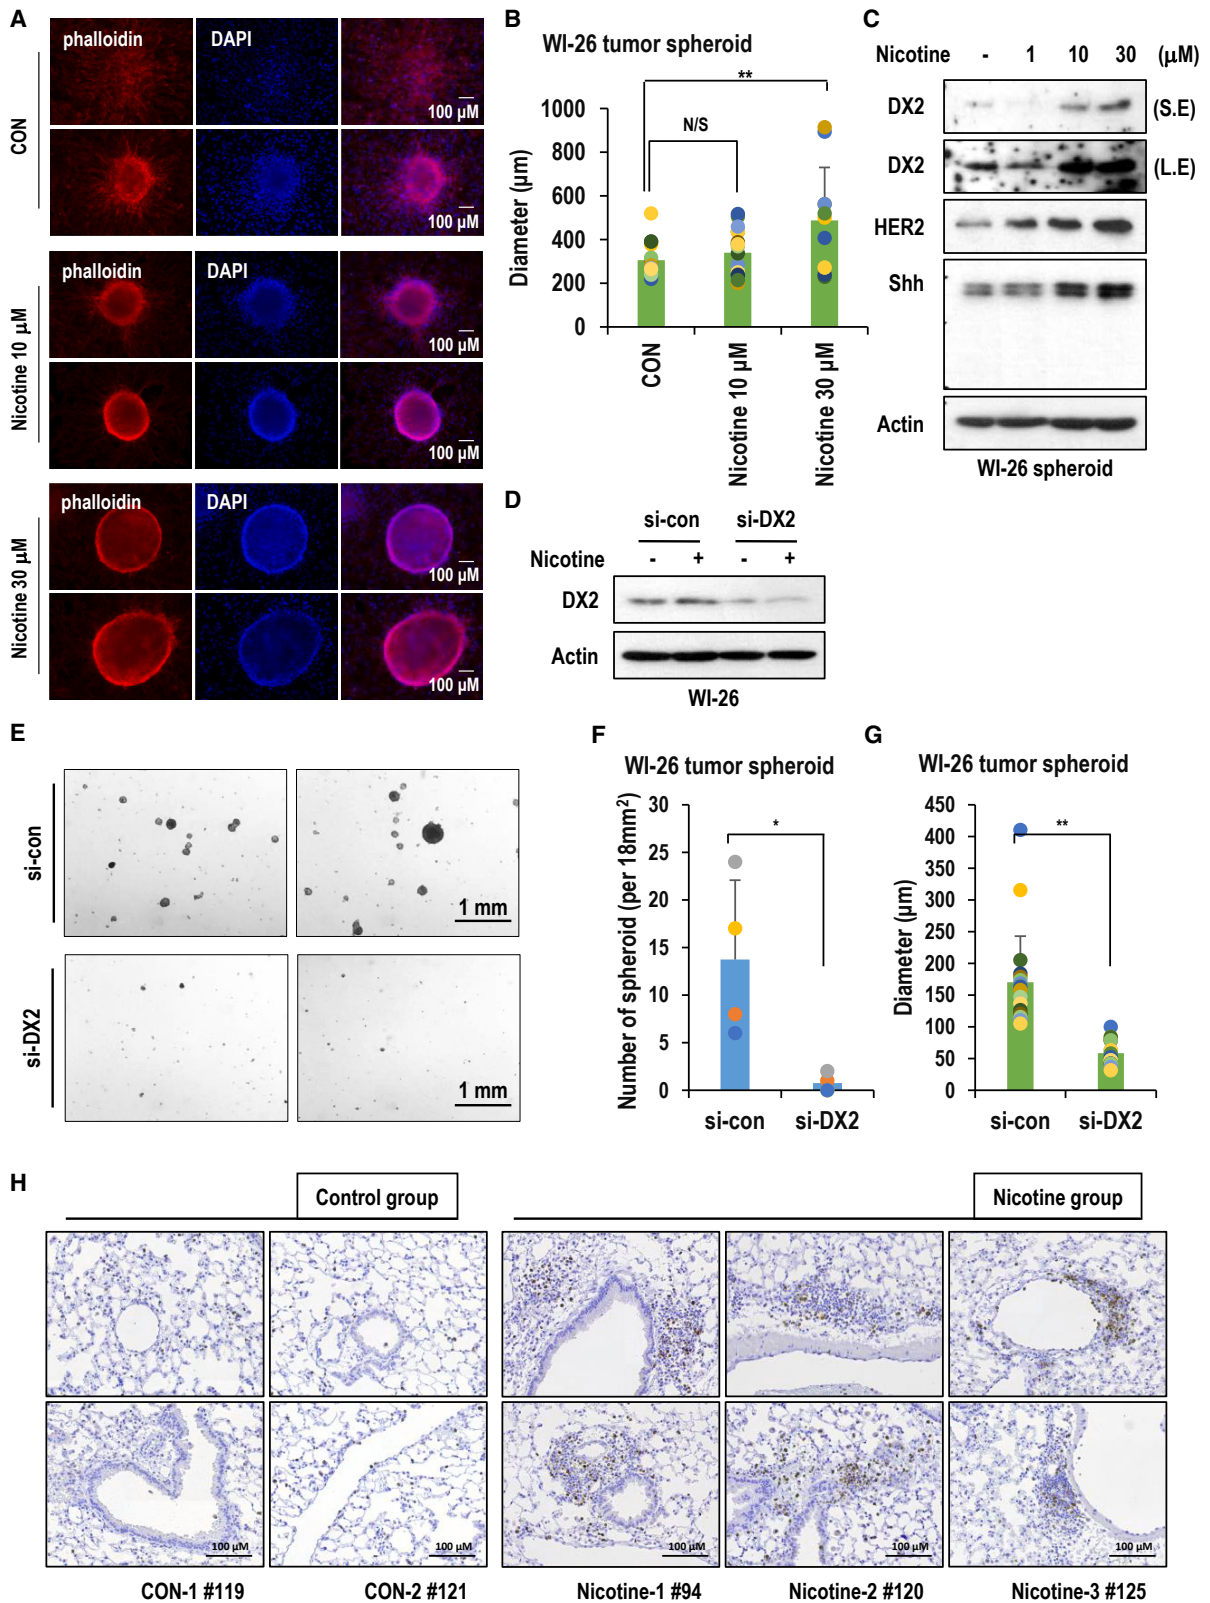 A
phalloidin
DAPI
100 µM
CON
100 µM
phalloidin
DAPI
100 µM
Nicotine 10 µM
100 µM
phalloidin
DAPI
100 µM
Nicotine 30 µM
100 µM
B
WI-26 tumor spheroid
**
N/S
1000
800
600
400
200
0
Diameter (µm)
CON
Nicotine 10 µM
Nicotine 30 µM
C
Nicotine - 1 10 30 (µM)
DX2 (S.E)
DX2 (L.E)
HER2
Shh
Actin
WI-26 spheroid
D
si-con si-DX2
Nicotine - + - +
DX2
Actin
WI-26
E
si-con
1 mm
si-DX2
1 mm
F
WI-26 tumor spheroid
*
30
25
20
15
10
5
0
Number of spheroid (per 18mm²)
si-con si-DX2
G
WI-26 tumor spheroid
**
450
400
350
300
250
200
150
100
50
0
Diameter (µm)
si-con si-DX2
H
Control group
Nicotine group
100 µM
100 µM
100 µM
100 µM
100 µM
CON-1 #119
CON-2 #121
Nicotine-1 #94
Nicotine-2 #120
Nicotine-3 #125